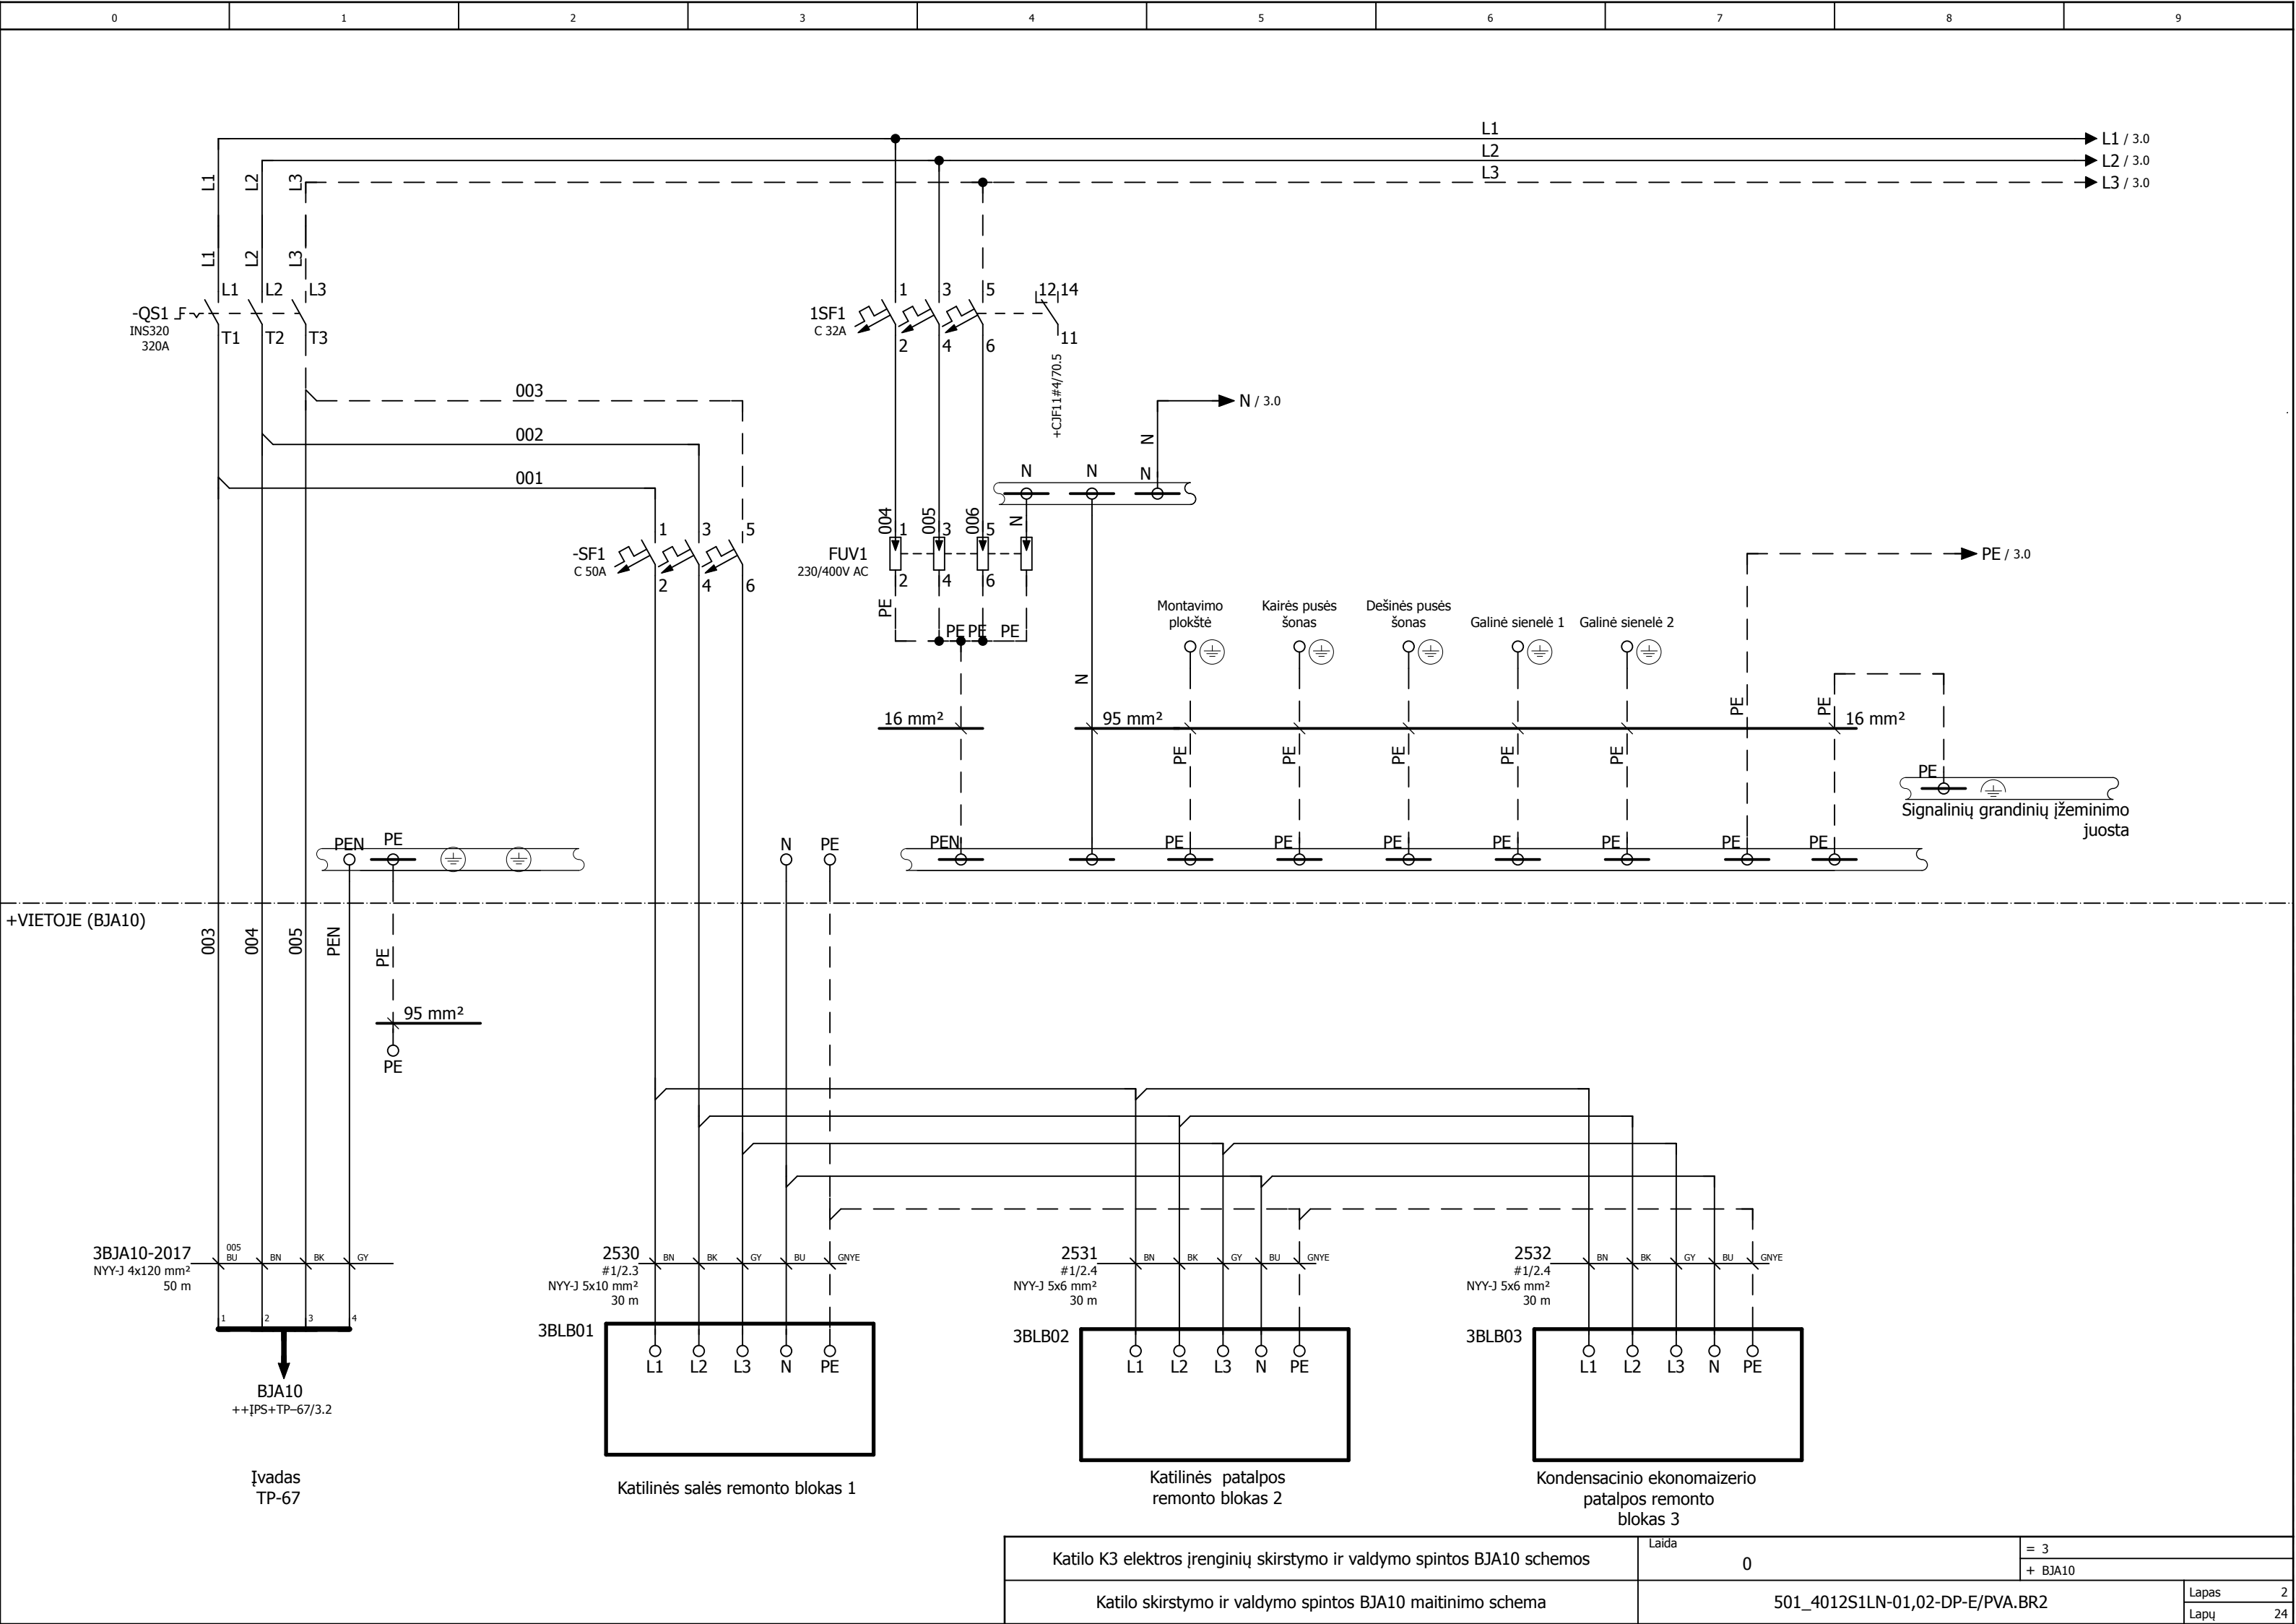 0 1 2 3 4 5 6 7 8 9
L1
L1 / 3.0
L2
L2 / 3.0
L3
L3 / 3.0
L1 L2 L3
L1 L2 L3
L1 L2 L3
-QS1
INS320
320A
T1 T2 T3
1 3 5
12 14
1SF1
C 32A
2 4 6
11
+CJF11#4/70.5
003
N / 3.0
002
N
001
N N N
004 005 006 N
1 3 5
-SF1
C 50A
2 4 6
1 3 5
FUV1
230/400V AC
2 4 6
PE / 3.0
PE
PE PE PE
Montavimo
plokštė
Kairės pusės
šonas
Dešinės pusės
šonas
Galinė sienelė 1
Galinė sienelė 2
N
PE PE
16 mm²
95 mm²
16 mm²
PE PE PE PE PE
PE
Signalinių grandinių įžeminimo
juosta
PEN PE
N PE
PEN PE PE PE PE PE PE PE
+VIETOJE (BJA10)
003 004 005 PEN PE
95 mm²
PE
3BJA10-2017
NYY-J 4x120 mm²
50 m
005
BU BN BK GY
2530
#1/2.3
NYY-J 5x10 mm²
30 m
BN BK GY BU GNYE
2531
#1/2.4
NYY-J 5x6 mm²
30 m
BN BK GY BU GNYE
2532
#1/2.4
NYY-J 5x6 mm²
30 m
BN BK GY BU GNYE
1 2 3 4
3BLB01
L1 L2 L3 N PE
3BLB02
L1 L2 L3 N PE
3BLB03
L1 L2 L3 N PE
BJA10
++ĮPS+TP–67/3.2
Įvadas
TP-67
Katilinės salės remonto blokas 1
Katilinės patalpos
remonto blokas 2
Kondensacinio ekonomaizerio
patalpos remonto
blokas 3
Katilo K3 elektros įrenginių skirstymo ir valdymo spintos BJA10 schemos
Laida
0
= 3
+ BJA10
Katilo skirstymo ir valdymo spintos BJA10 maitinimo schema
501_4012S1LN-01,02-DP-E/PVA.BR2
Lapas 2
Lapų 24